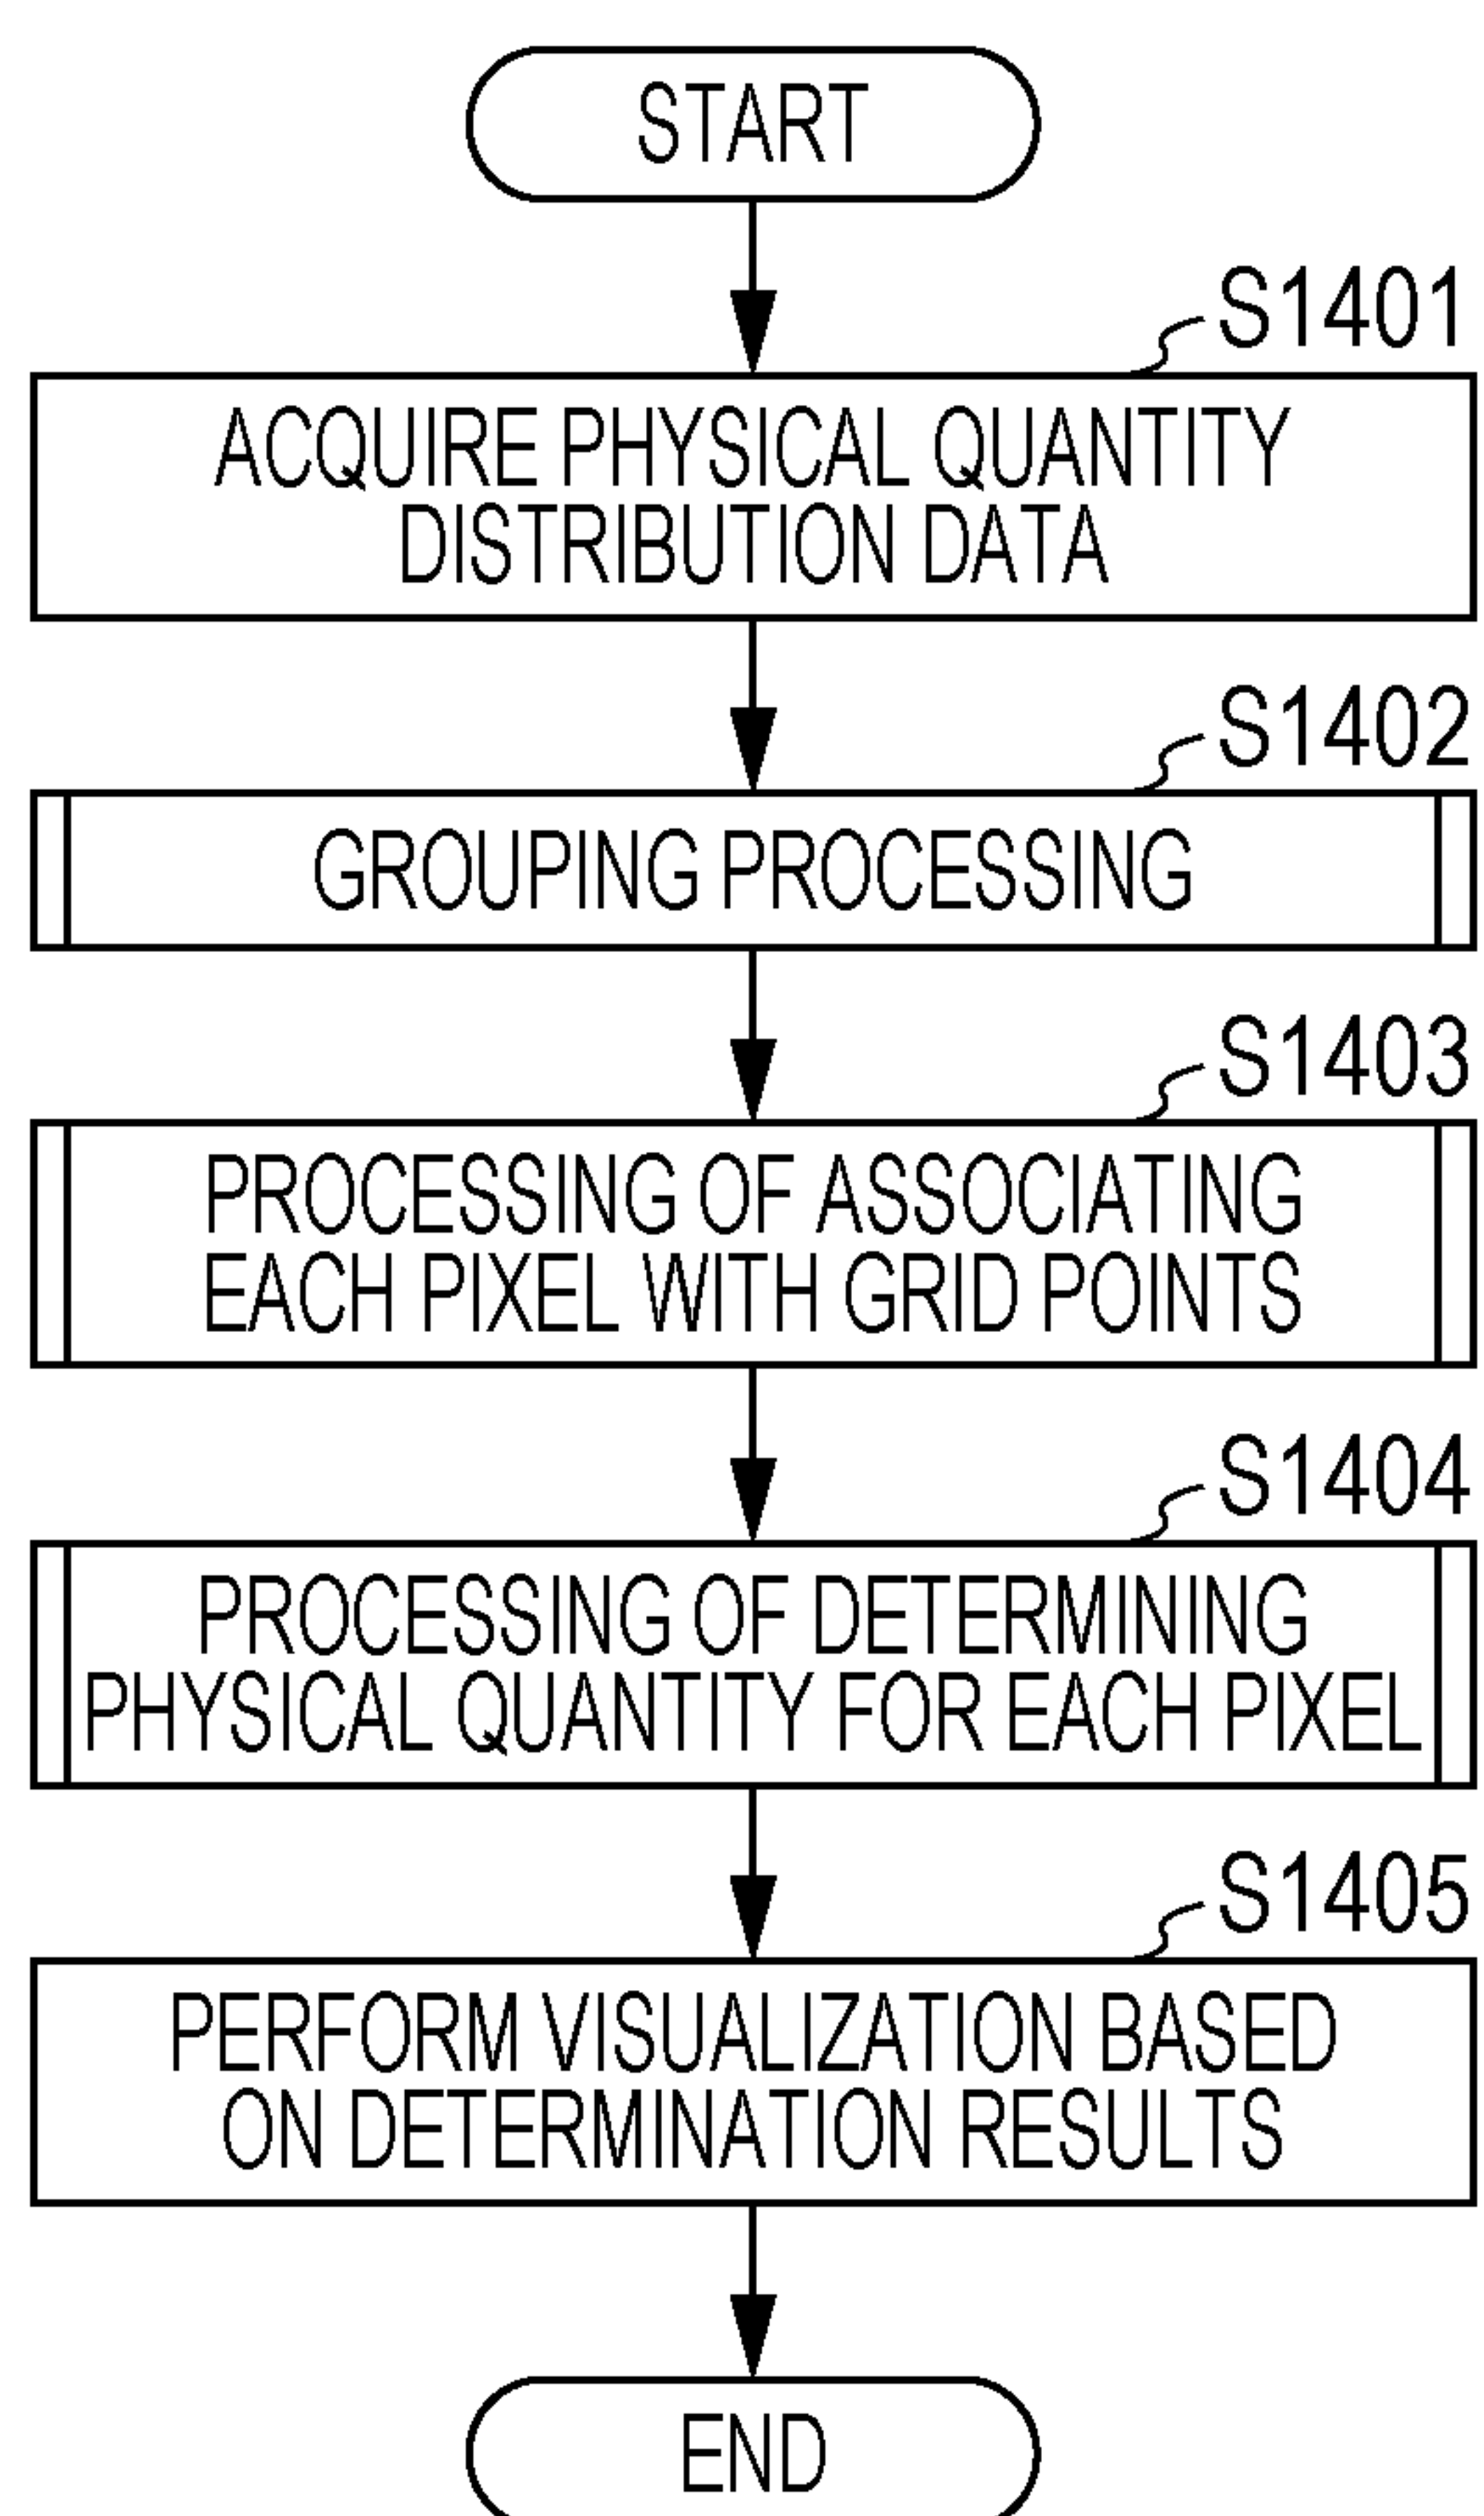 START
S1401
ACQUIRE PHYSICAL QUANTITY
DISTRIBUTION DATA
S1402
GROUPING PROCESSING
S1403
PROCESSING OF ASSOCIATING
EACH PIXEL WITH GRID POINTS
S1404
PROCESSING OF DETERMINING
PHYSICAL QUANTITY FOR EACH PIXEL
S1405
PERFORM VISUALIZATION BASED
ON DETERMINATION RESULTS
END